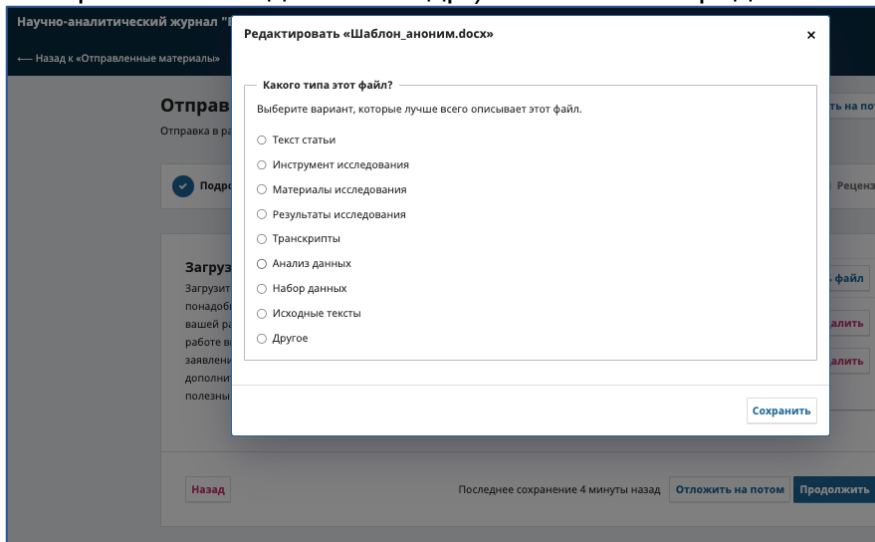 Научно-аналитический журнал "
← Назад к «Отправленные материалы»
Редактировать «Шаблон_аноним.docx» ×
Отправ
ть на по
Отправка в ра
Какого типа этот файл?
Выберите вариант, которые лучше всего описывает этот файл.
Текст статьи
Инструмент исследования
Материалы исследования
Результаты исследования
Транскрипты
Анализ данных
Набор данных
Исходные тексты
Другое
Подро
Реценз
Загруз
Загрузит
понадоби
вашей ра
работе в
заявлени
дополнит
полезны
файл
алить
алить
Сохранить
Назад
Последнее сохранение 4 минуты назад
Отложить на потом
Продолжить